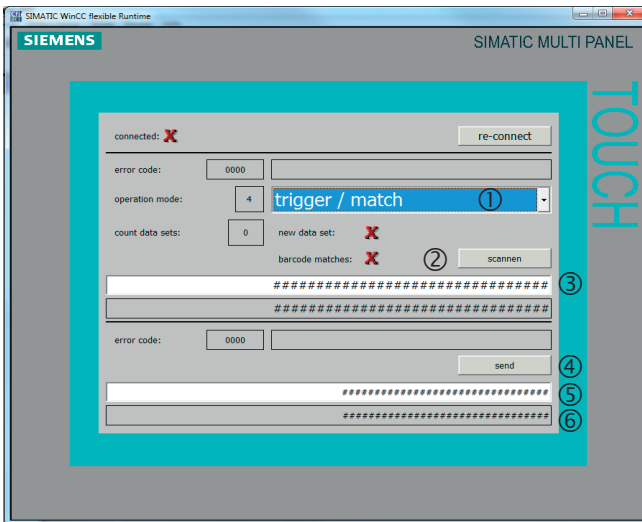 SIMATIC WinCC flexible Runtime
SIEMENS SIMATIC MULTI PANEL
TOUCH
connected: X re-connect
error code: 0000
operation mode: 4 trigger / match ①
count data sets: 0 new data set: X
barcode matches: X ② scannen
################################ ③
################################
error code: 0000
send ④
################################ ⑤
################################ ⑥